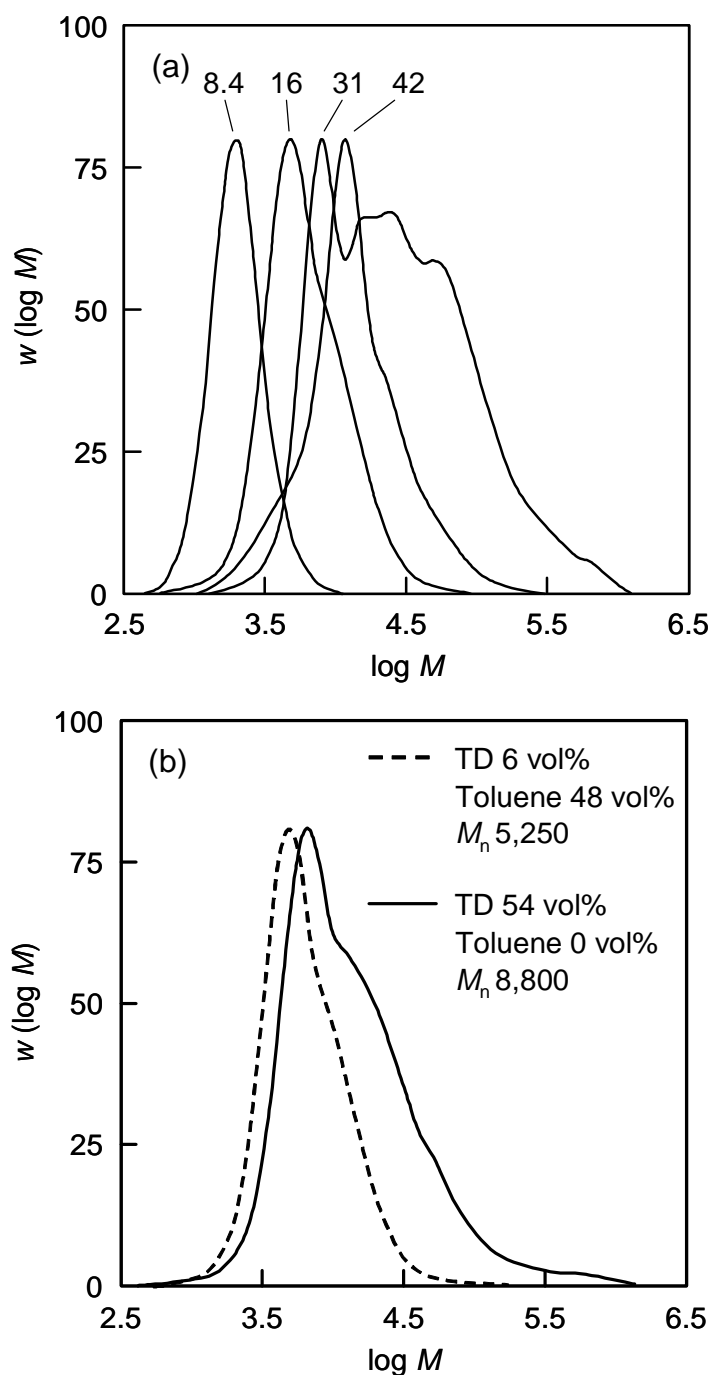 100
(a)
8.4 16 31 42
75
w (log M)
50
25
0
2.5 3.5 4.5 5.5 6.5
log M
100
(b)
TD 6 vol%
Toluene 48 vol%
Mn 5,250
75
TD 54 vol%
Toluene 0 vol%
Mn 8,800
w (log M)
50
25
0
2.5 3.5 4.5 5.5 6.5
log M